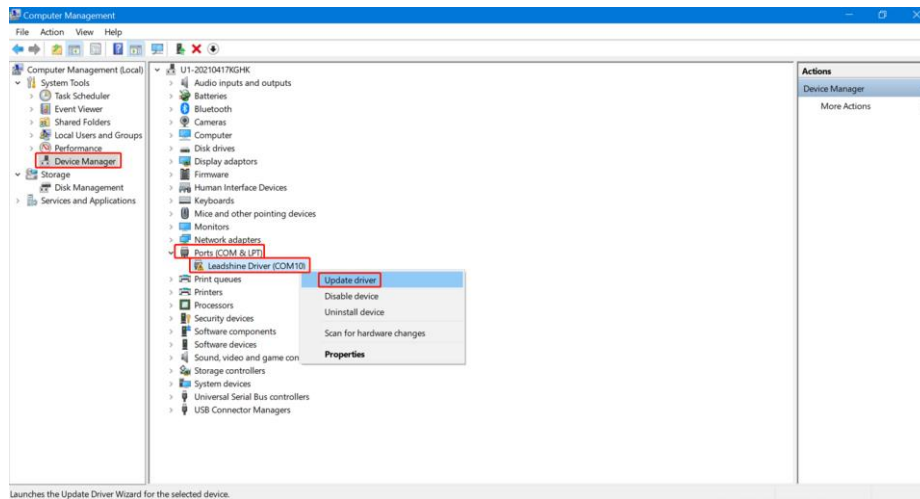 Computer Management
File Action View Help
Computer Management (Local)
System Tools
Task Scheduler
Event Viewer
Shared Folders
Local Users and Groups
Performance
Device Manager
Storage
Disk Management
Services and Applications
U1-20210417KGHK
Audio inputs and outputs
Batteries
Bluetooth
Cameras
Computer
Disk drives
Display adaptors
Firmware
Human Interface Devices
Keyboards
Mice and other pointing devices
Monitors
Network adapters
Ports (COM & LPT)
Leadshine Driver (COM10)
Print queues
Printers
Processors
Security devices
Software components
Software devices
Sound, video and game con
Storage controllers
System devices
Universal Serial Bus controllers
USB Connector Managers
Update driver
Disable device
Uninstall device
Scan for hardware changes
Properties
Actions
Device Manager
More Actions
Launches the Update Driver Wizard for the selected device.